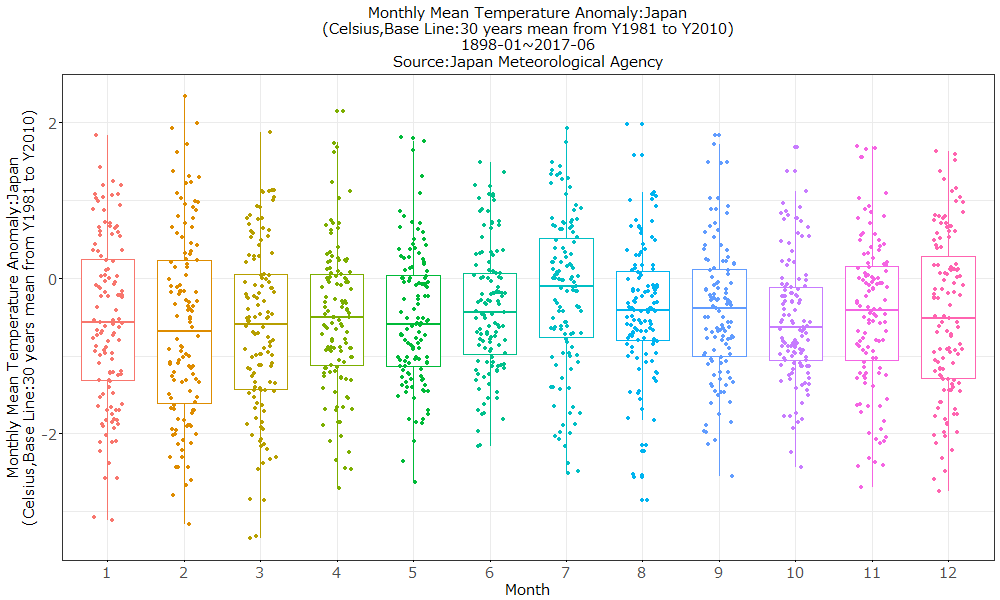 Monthly Mean Temperature Anomaly:Japan
(Celsius,Base Line:30 years mean from Y1981 to Y2010)
1898-01~2017-06
Source:Japan Meteorological Agency
Monthly Mean Temperature Anomaly:Japan
(Celsius,Base Line:30 years mean from Y1981 to Y2010)
2
0
-2
1 2 3 4 5 6 7 8 9 10 11 12
Month